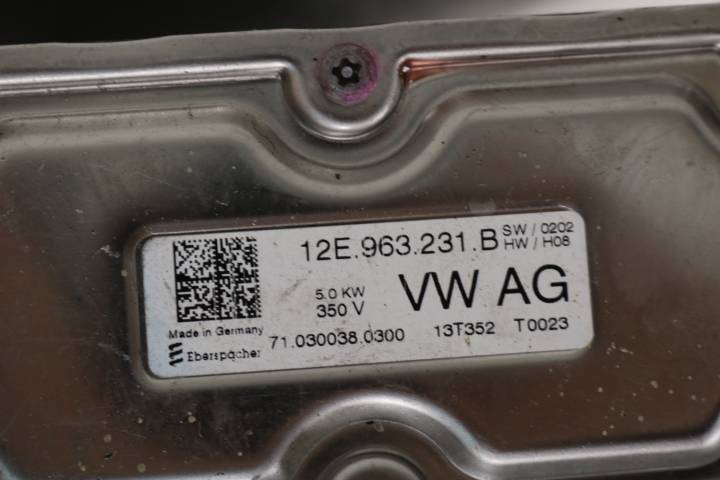 12E.963.231.B
SW / 0202
HW / H08
5.0 KW
350 V
VW AG
Made in Germany
Eberspächer
71.030038.0300 13T352 T0023